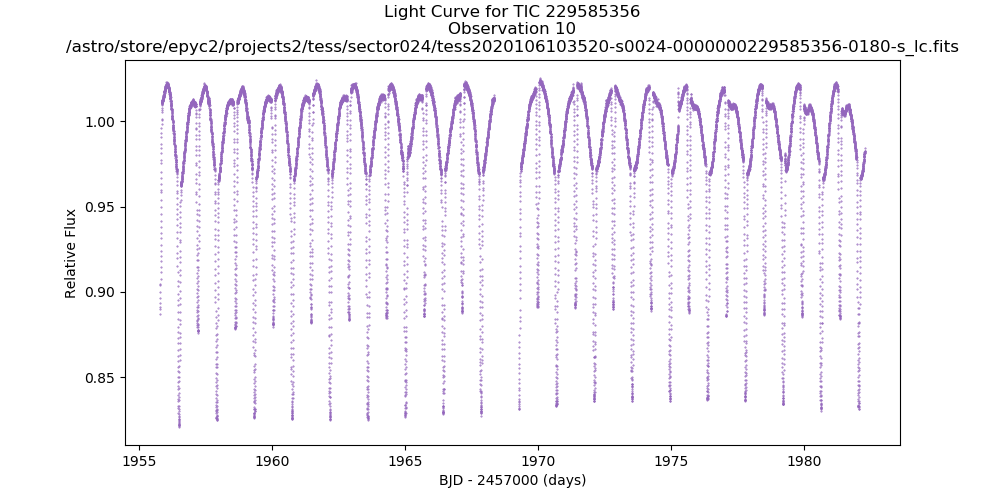 Light Curve for TIC 229585356
Observation 10
/astro/store/epyc2/projects2/tess/sector024/tess2020106103520-s0024-0000000229585356-0180-s_lc.fits
1.00
0.95
0.90
0.85
Relative Flux
1955
1960
1965
1970
1975
1980
BJD - 2457000 (days)